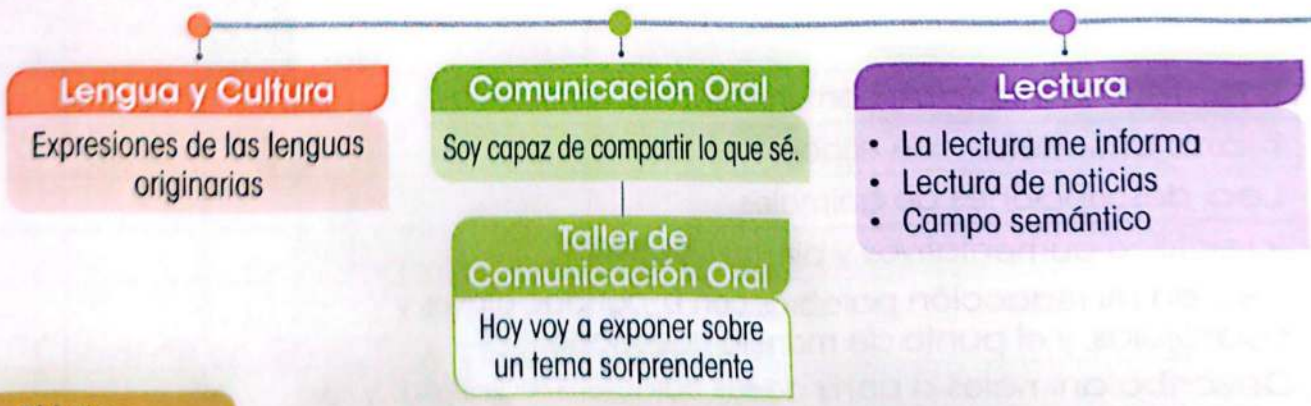 Lengua y Cultura
Expresiones de las lenguas
originarias
Comunicación Oral
Soy capaz de compartir lo que sé.
Taller de
Comunicación Oral
Hoy voy a exponer sobre
un tema sorprendente
Lectura
• La lectura me informa
• Lectura de noticias
• Campo semántico